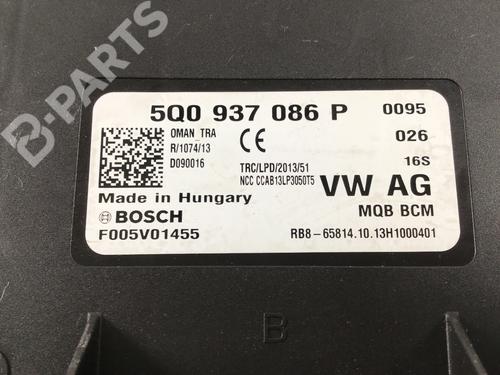 B-PARTS
5Q0 937 086 P 0095
OMAN TRA
R/1074/13
D090016
CE
026
TRC/LPD/2013/51
NCC CCAB13LP3050T5
16S
Made in Hungary
VW AG
BOSCH
MQB BCM
F005V01455
RB8-65814.10.13H1000401
B